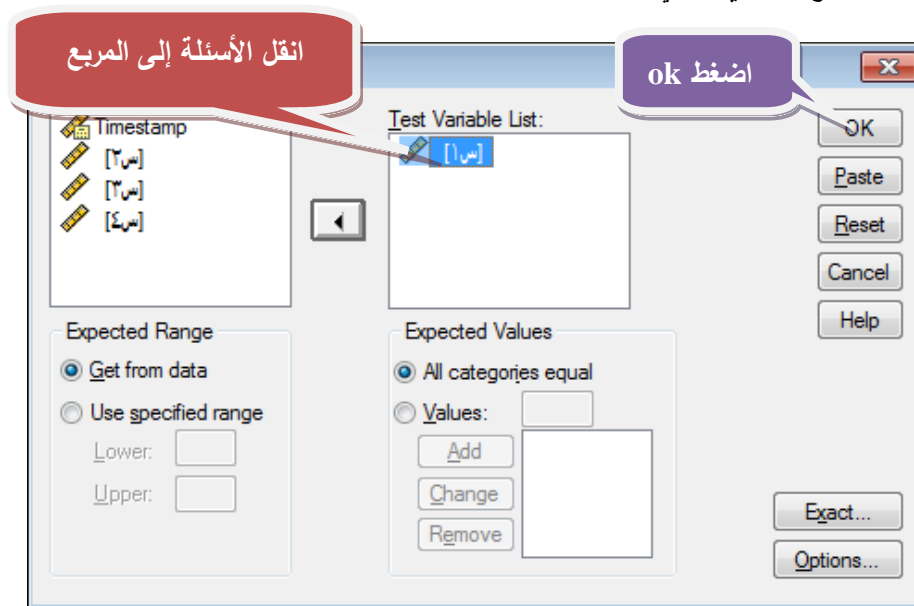 انقل الأسئلة إلى المربع
اضغط ok
Timestamp
[س٢]
[س٣]
[س٤]
Test Variable List:
[س١]
OK
Paste
Reset
Cancel
Help
Expected Range
Get from data
Use specified range
Lower:
Upper:
Expected Values
All categories equal
Values:
Add
Change
Remove
Exact...
Options...